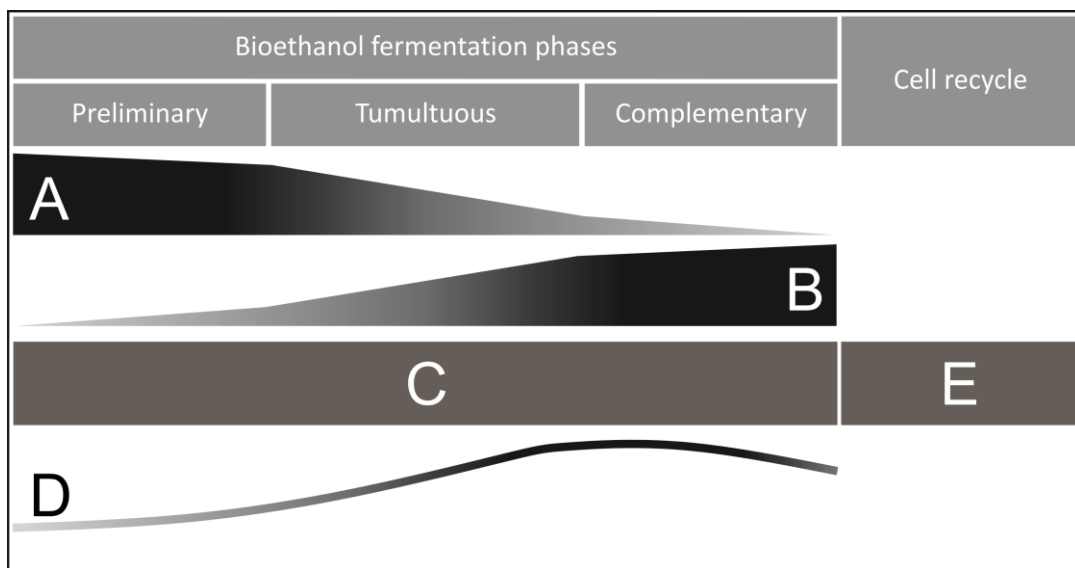 Bioethanol fermentation phases
Cell recycle
Preliminary
Tumultuous
Complementary
A
B
C
E
D